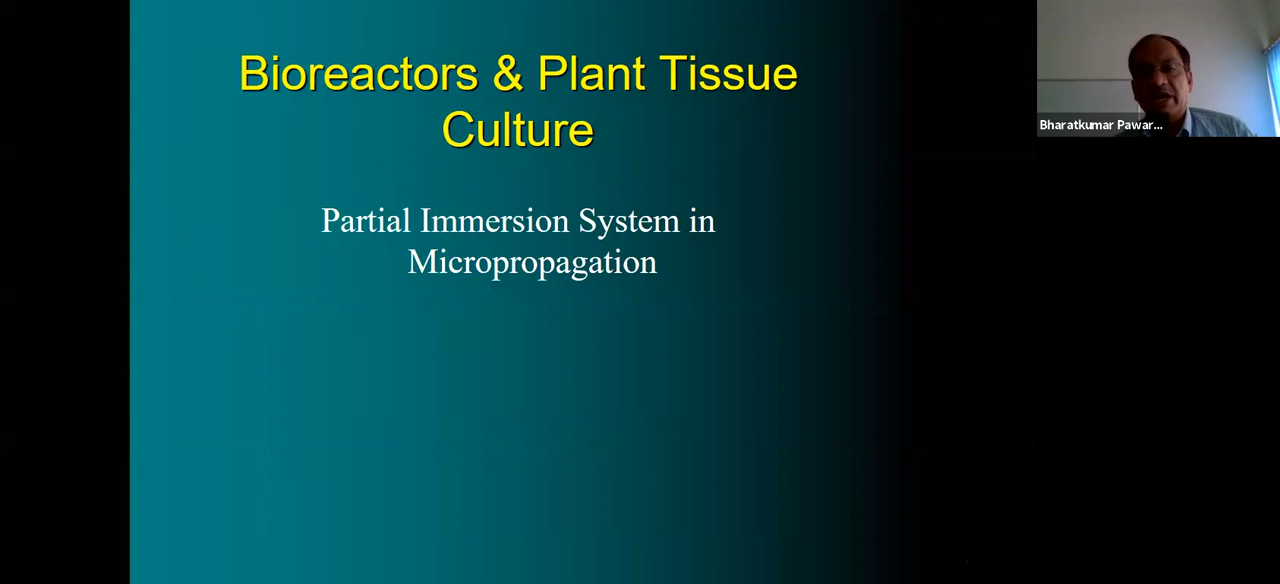 Bioreactors & Plant Tissue
Culture
Partial Immersion System in
Micropropagation
Bharatkumar Pawar...